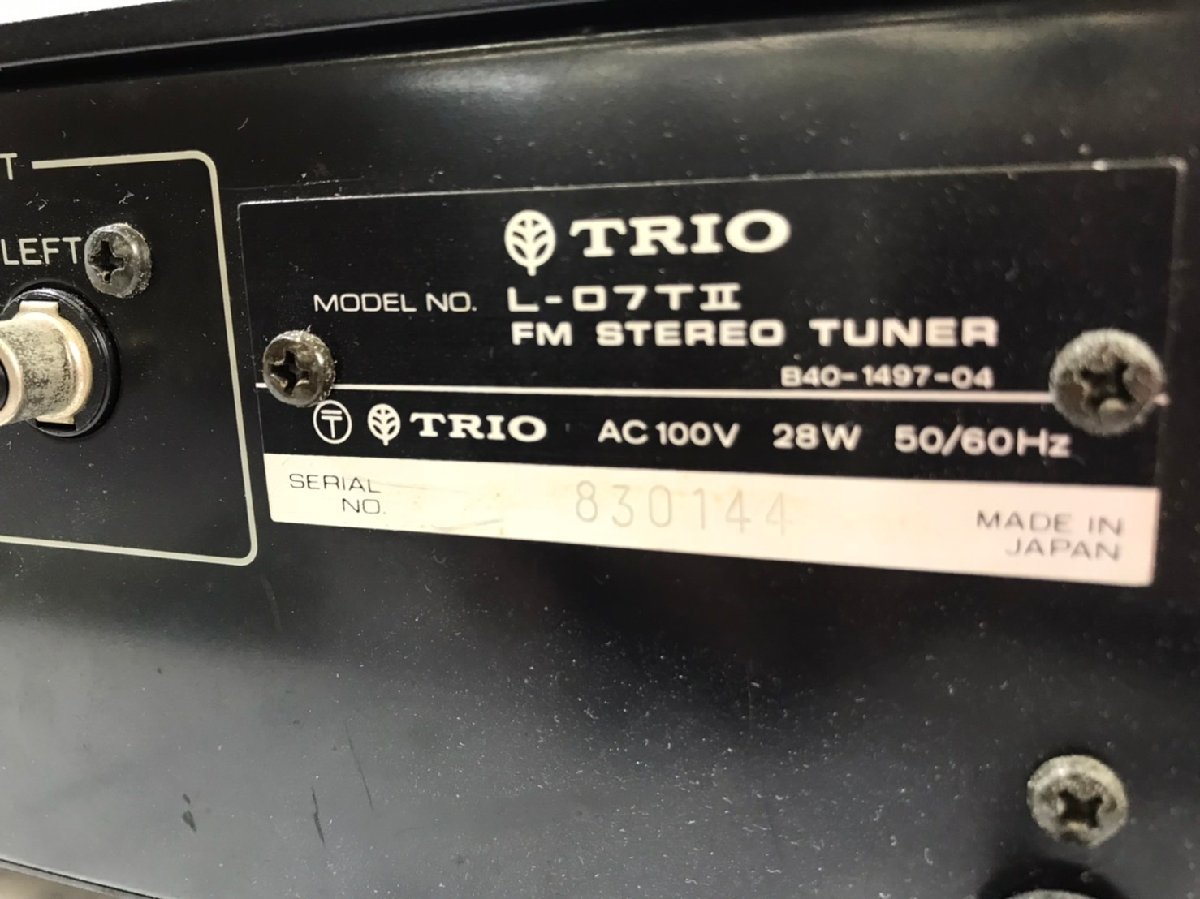 T
LEFT
TRIO
MODEL NO. L-07TII
FM STEREO TUNER
B40-1497-04
〒 TRIO AC 100V 28W 50/60Hz
SERIAL NO. 830144
MADE IN
JAPAN